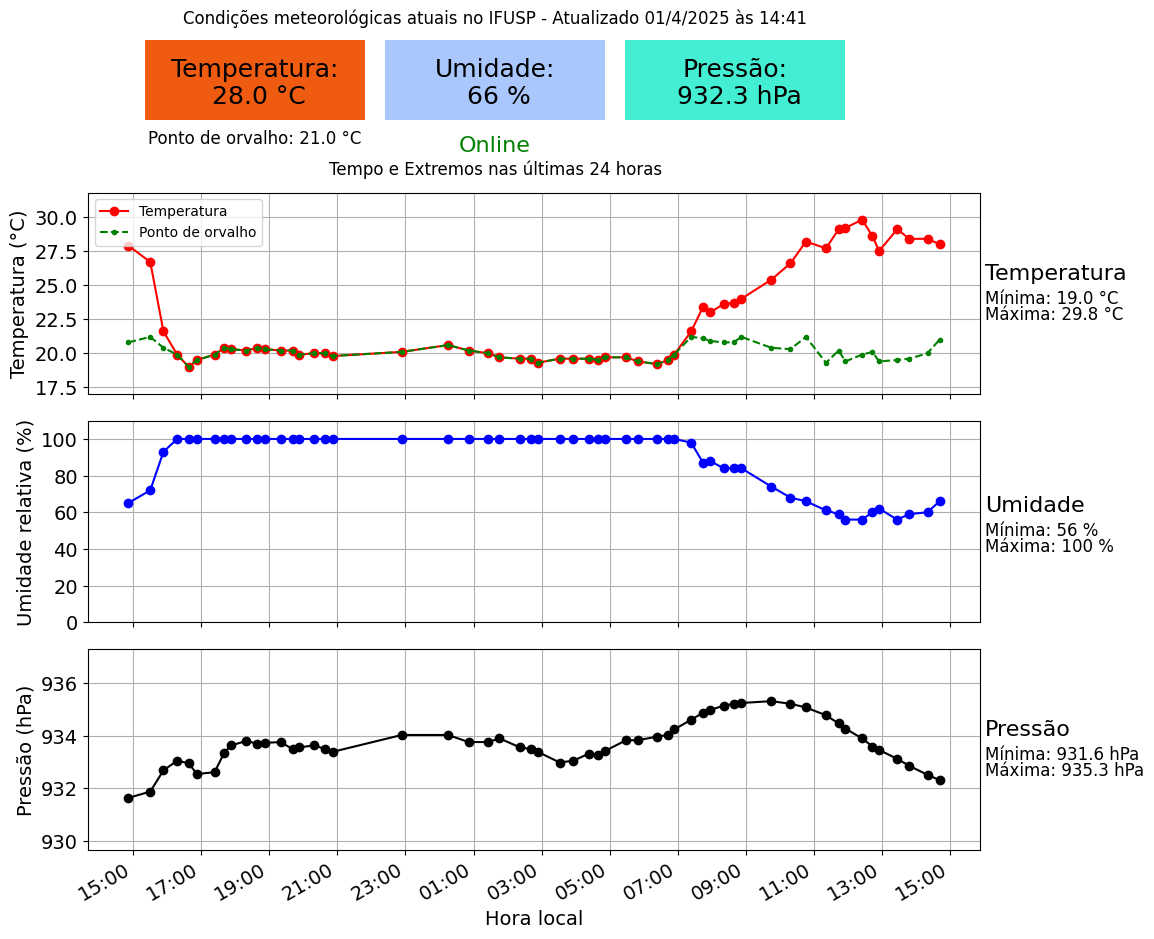 Condições meteorológicas atuais no IFUSP - Atualizado 01/4/2025 às 14:41
Temperatura:
28.0 °C
Umidade:
66 %
Pressão:
932.3 hPa
Ponto de orvalho: 21.0 °C
Online
Tempo e Extremos nas últimas 24 horas
Temperatura (°C)
30.0
27.5
25.0
22.5
20.0
17.5
Temperatura
Ponto de orvalho
Temperatura
Mínima: 19.0 °C
Máxima: 29.8 °C
Umidade relativa (%)
100
80
60
40
20
0
Umidade
Mínima: 56 %
Máxima: 100 %
Pressão (hPa)
936
934
932
930
Pressão
Mínima: 931.6 hPa
Máxima: 935.3 hPa
15:00 17:00 19:00 21:00 23:00 01:00 03:00 05:00 07:00 09:00 11:00 13:00 15:00
Hora local